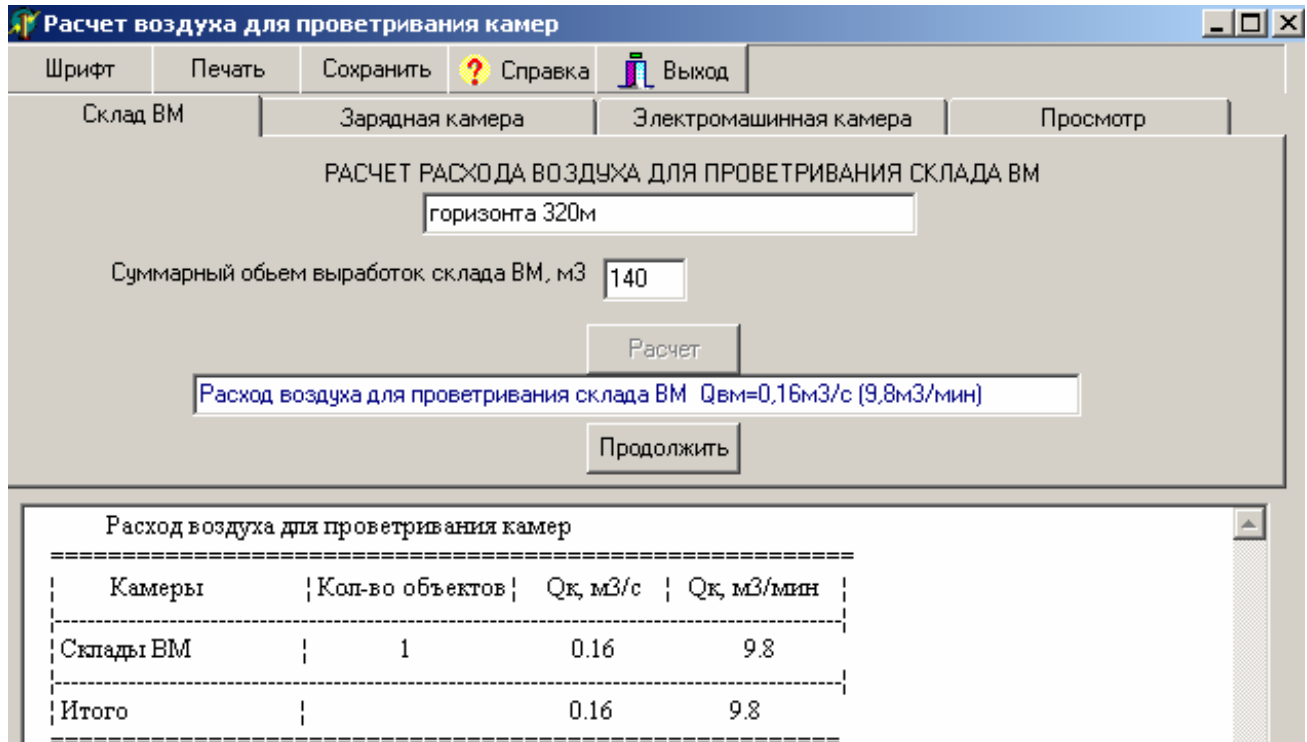 Расчет воздуха для проветривания камер
Шрифт Печать Сохранить ? Справка Выход
Склад ВМ Зарядная камера Электромашинная камера Просмотр
РАСЧЕТ РАСХОДА ВОЗДУХА ДЛЯ ПРОВЕТРИВАНИЯ СКЛАДА ВМ
горизонта 320м
Суммарный обьем выработок склада ВМ, м3 140
Расчет
Расход воздуха для проветривания склада ВМ Qвм=0,16м3/с (9,8м3/мин)
Продолжить
Расход воздуха для проветривания камер
Камеры ¦ Кол-во объектов ¦ Qк, м3/с ¦ Qк, м3/мин ¦
Склады ВМ ¦ 1 0.16 9.8
Итого ¦ 0.16 9.8